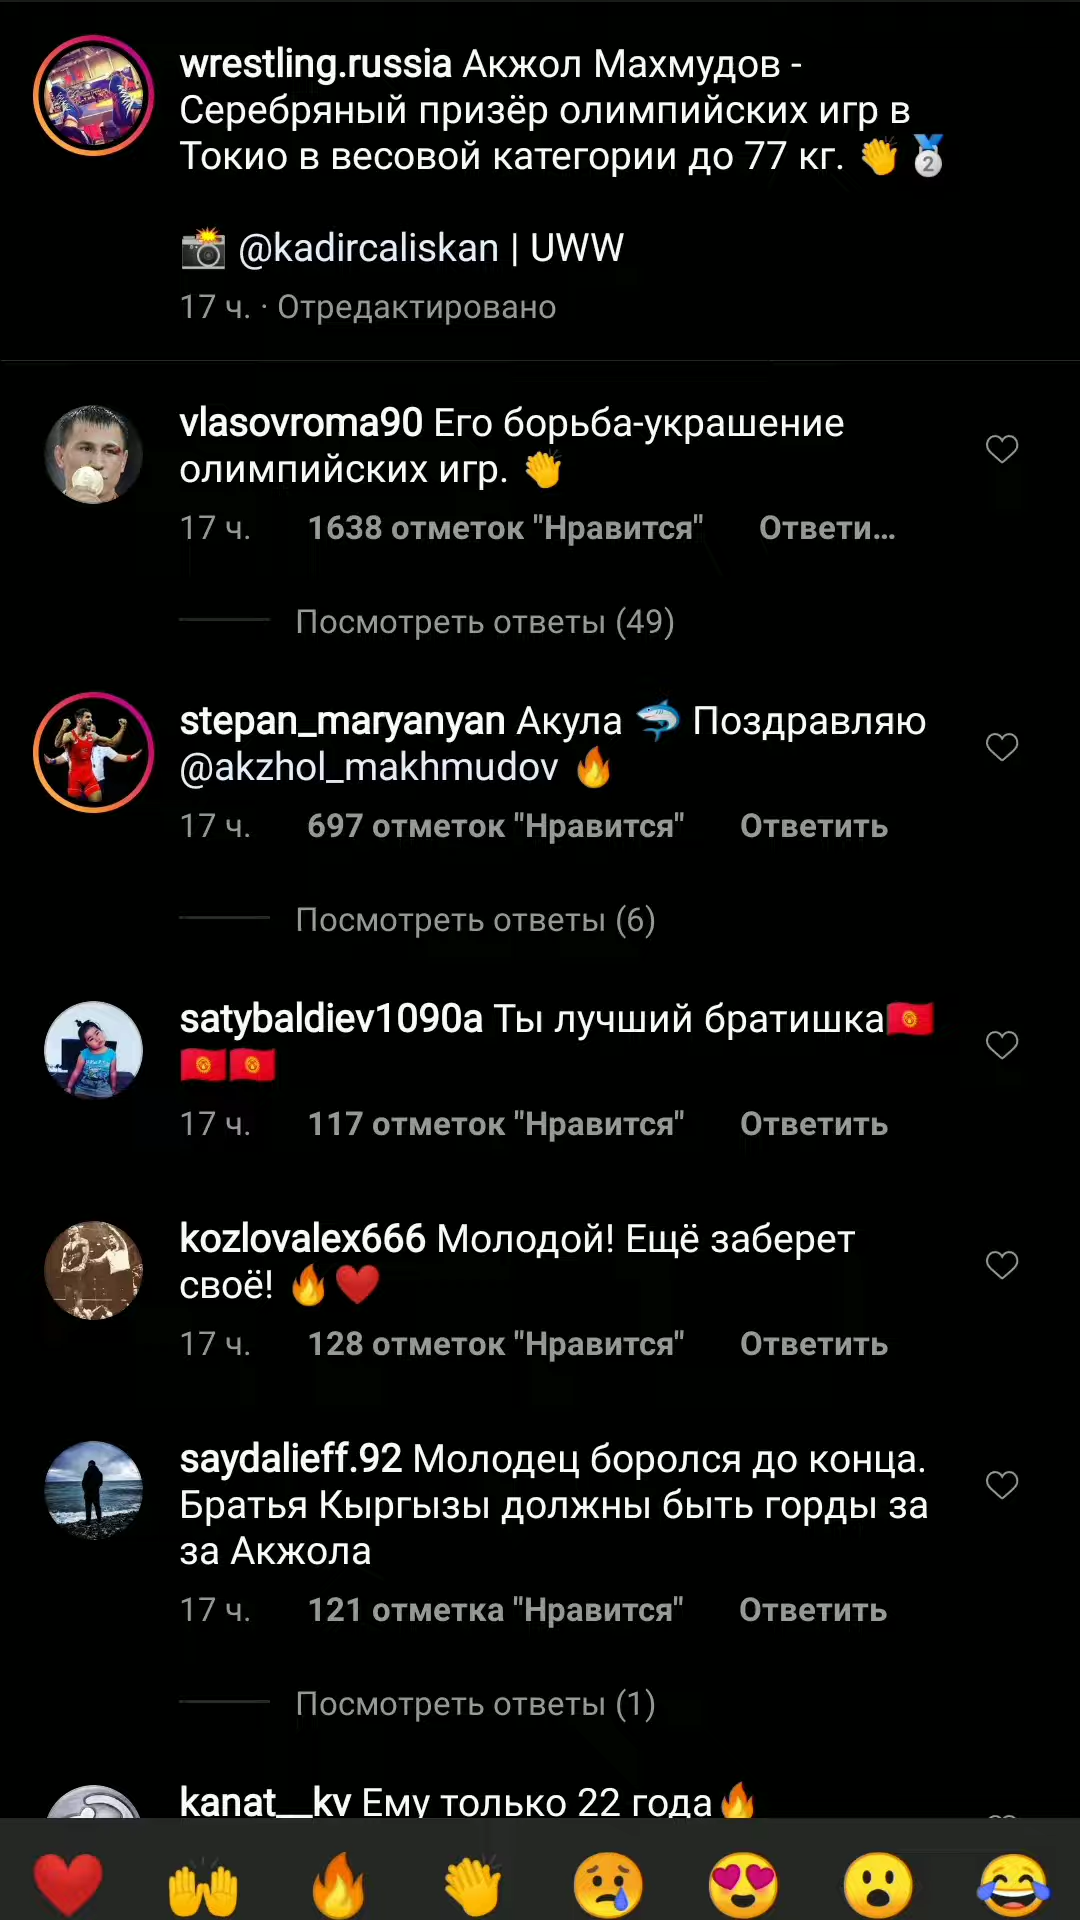 wrestling.russia Акжол Махмудов -
Серебряный призёр олимпийских игр в
Токио в весовой категории до 77 кг. 👏🥈
📸 @kadircaliskan | UWW
17 ч. · Отредактировано
vlasovroma90 Его борьба-украшение
олимпийских игр. 👏
17 ч. 1638 отметок "Нравится" Ответи...
Посмотреть ответы (49)
stepan_maryanyan Акула 🦈 Поздравляю
@akzhol_makhmudov 🔥
17 ч. 697 отметок "Нравится" Ответить
Посмотреть ответы (6)
satybaldiev1090a Ты лучший братишка🇰🇬
🇰🇬🇰🇬
17 ч. 117 отметок "Нравится" Ответить
kozlovalex666 Молодой! Ещё заберет
своё! 🔥❤️
17 ч. 128 отметок "Нравится" Ответить
saydalieff.92 Молодец боролся до конца.
Братья Кыргызы должны быть горды за
за Акжола
17 ч. 121 отметка "Нравится" Ответить
Посмотреть ответы (1)
kanat__kv Ему только 22 года🔥